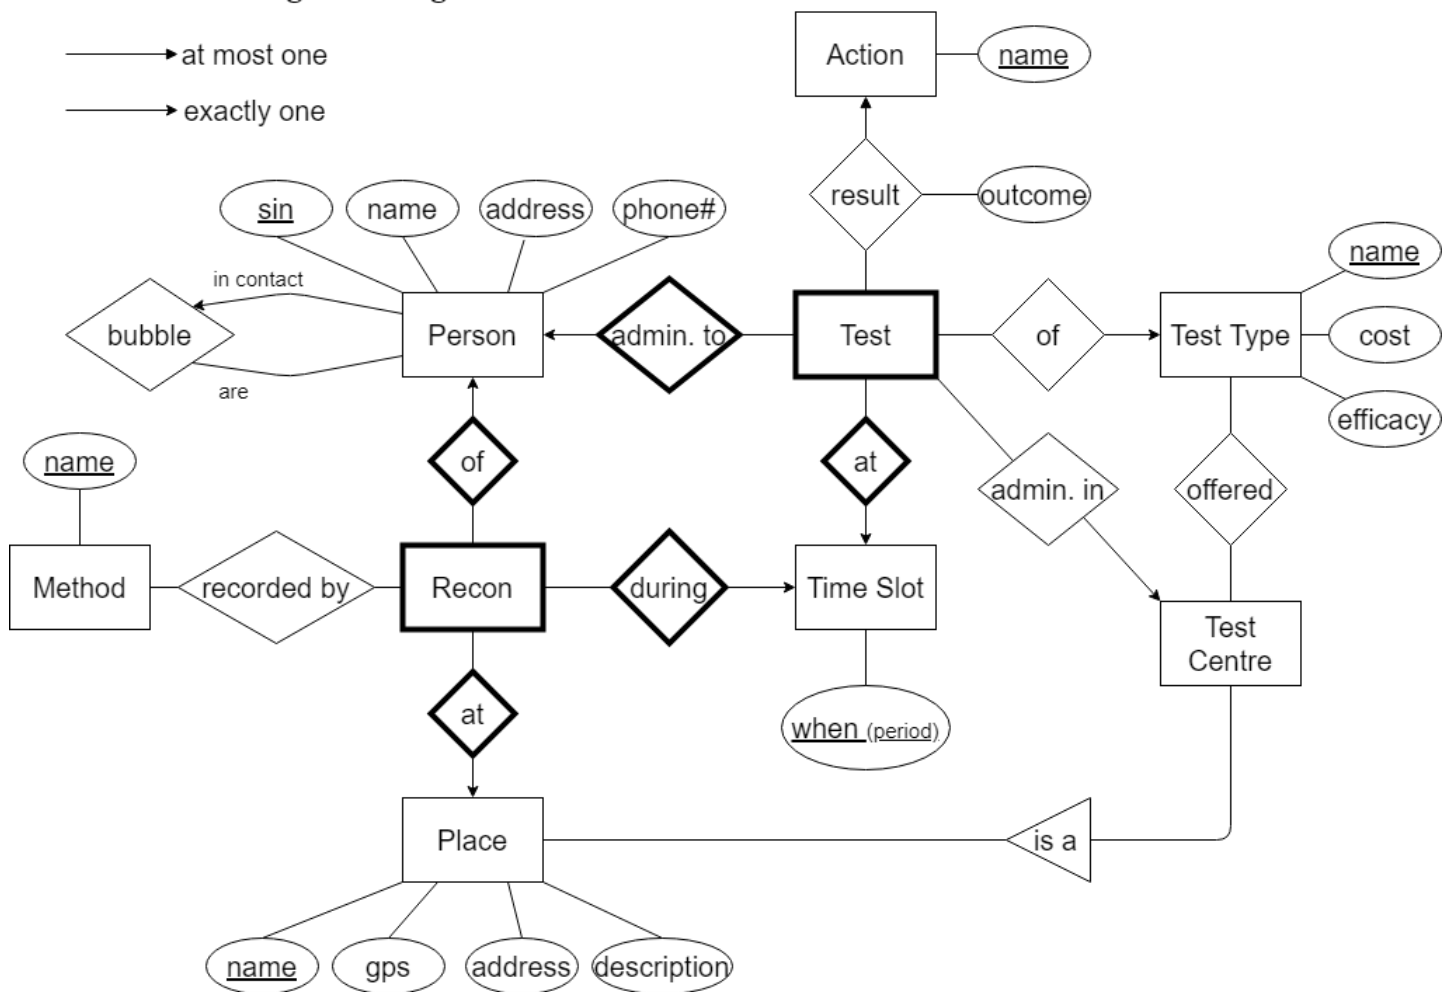 at most one
exactly one
Action
name
result
outcome
sin
name
address
phone#
name
in contact
bubble
Person
admin. to
Test
of
Test Type
cost
are
efficacy
name
of
at
admin. in
offered
Method
recorded by
Recon
during
Time Slot
Test
Centre
at
when (period)
Place
is a
name
gps
address
description